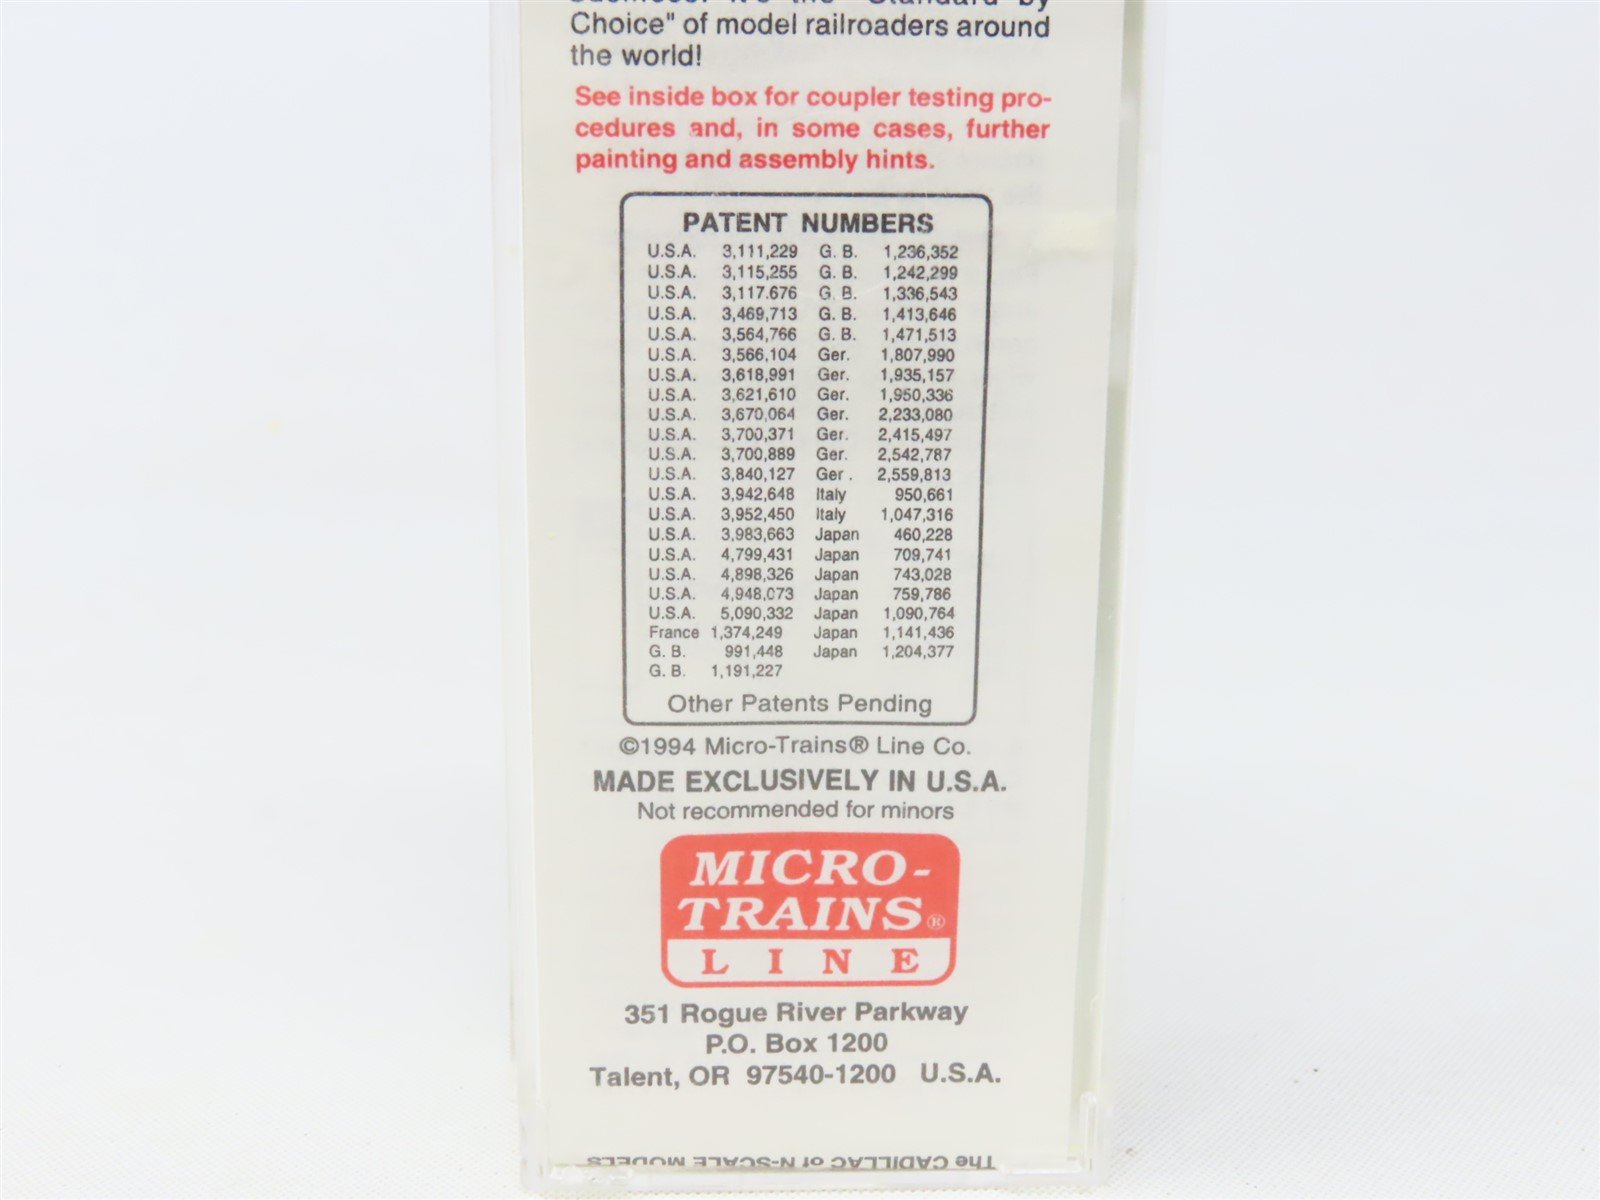 "Standard by
Choice" of model railroaders around
the world!
See inside box for coupler testing pro-
cedures and, in some cases, further
painting and assembly hints.
PATENT NUMBERS
U.S.A. 3,111,229 G. B. 1,236,352
U.S.A. 3,115,255 G. B. 1,242,299
U.S.A. 3,117.676 G. B. 1,336,543
U.S.A. 3,469,713 G. B. 1,413,646
U.S.A. 3,564,766 G. B. 1,471,513
U.S.A. 3,566,104 Ger. 1,807,990
U.S.A. 3,618,991 Ger. 1,935,157
U.S.A. 3,621,610 Ger. 1,950,336
U.S.A. 3,670,064 Ger. 2,233,080
U.S.A. 3,700,371 Ger. 2,415,497
U.S.A. 3,700,889 Ger. 2,542,787
U.S.A. 3,840,127 Ger . 2,559,813
U.S.A. 3,942,648 Italy 950,661
U.S.A. 3,952,450 Italy 1,047,316
U.S.A. 3,983,663 Japan 460,228
U.S.A. 4,799,431 Japan 709,741
U.S.A. 4,898,326 Japan 743,028
U.S.A. 4,948,073 Japan 759,786
U.S.A. 5,090,332 Japan 1,090,764
France 1,374,249 Japan 1,141,436
G. B. 991,448 Japan 1,204,377
G. B. 1,191,227
Other Patents Pending
©1994 Micro-Trains® Line Co.
MADE EXCLUSIVELY IN U.S.A.
Not recommended for minors
MICRO-
TRAINS®
LINE
351 Rogue River Parkway
P.O. Box 1200
Talent, OR 97540-1200 U.S.A.
The CADILLAC of N-SCALE MODELS